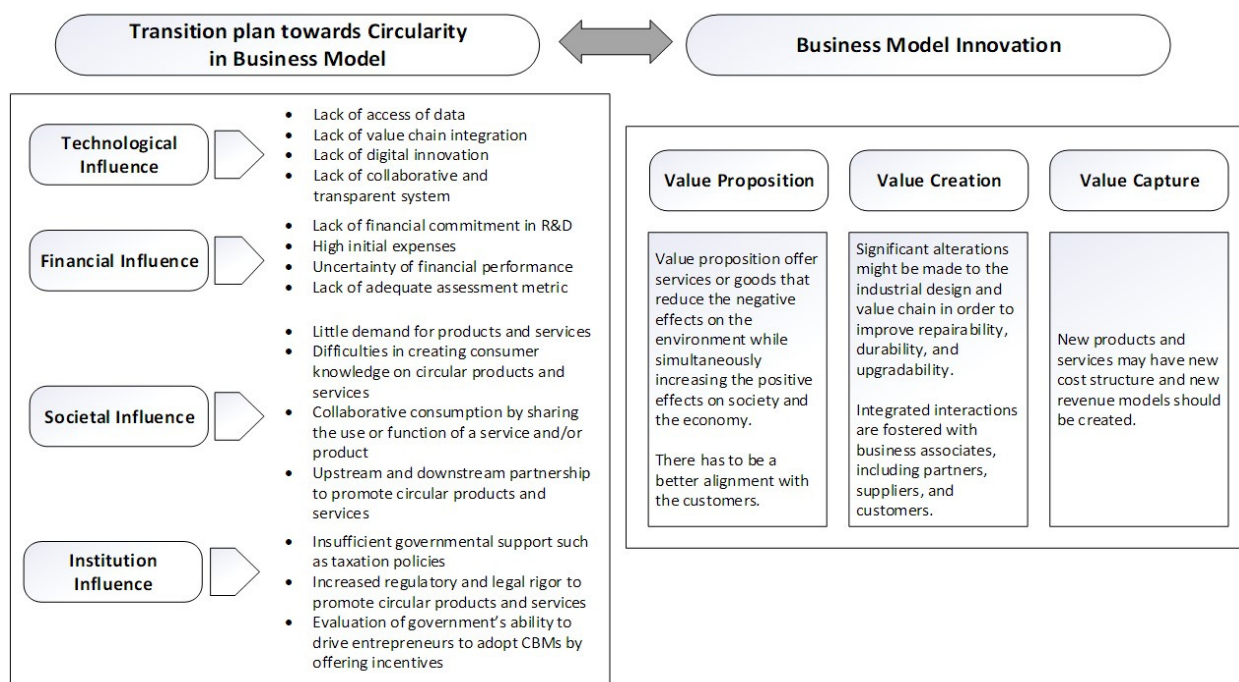 Transition plan towards Circularity
in Business Model
Business Model Innovation
Technological
Influence
• Lack of access of data
• Lack of value chain integration
• Lack of digital innovation
• Lack of collaborative and
transparent system
Financial Influence
• Lack of financial commitment in R&D
• High initial expenses
• Uncertainty of financial performance
• Lack of adequate assessment metric
Societal Influence
• Little demand for products and services
• Difficulties in creating consumer
knowledge on circular products and
services
• Collaborative consumption by sharing
the use or function of a service and/or
product
• Upstream and downstream partnership
to promote circular products and
services
Institution
Influence
• Insufficient governmental support such
as taxation policies
• Increased regulatory and legal rigor to
promote circular products and services
• Evaluation of government’s ability to
drive entrepreneurs to adopt CBMs by
offering incentives
Value Proposition
Value proposition offer
services or goods that
reduce the negative
effects on the
environment while
simultaneously
increasing the positive
effects on society and
the economy.
There has to be a
better alignment with
the customers.
Value Creation
Significant alterations
might be made to the
industrial design and
value chain in order to
improve repairability,
durability, and
upgradability.
Integrated interactions
are fostered with
business associates,
including partners,
suppliers, and
customers.
Value Capture
New products and
services may have new
cost structure and new
revenue models should
be created.